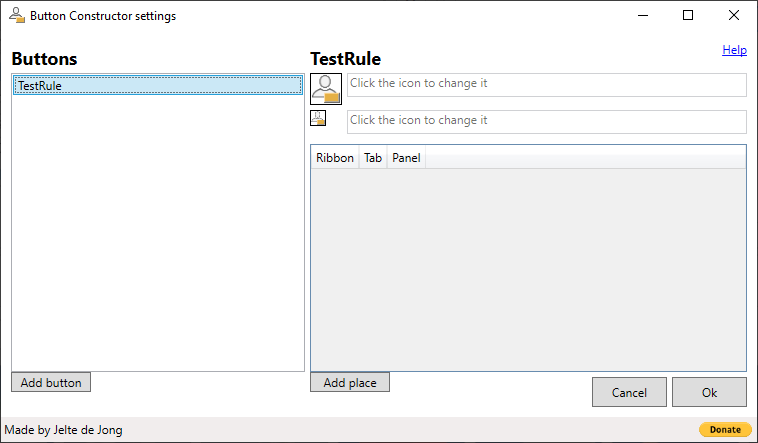 Button Constructor settings
Help
Buttons
TestRule
TestRule
Click the icon to change it
Click the icon to change it
Ribbon Tab Panel
Add button
Add place
Cancel Ok
Made by Jelte de Jong
Donate